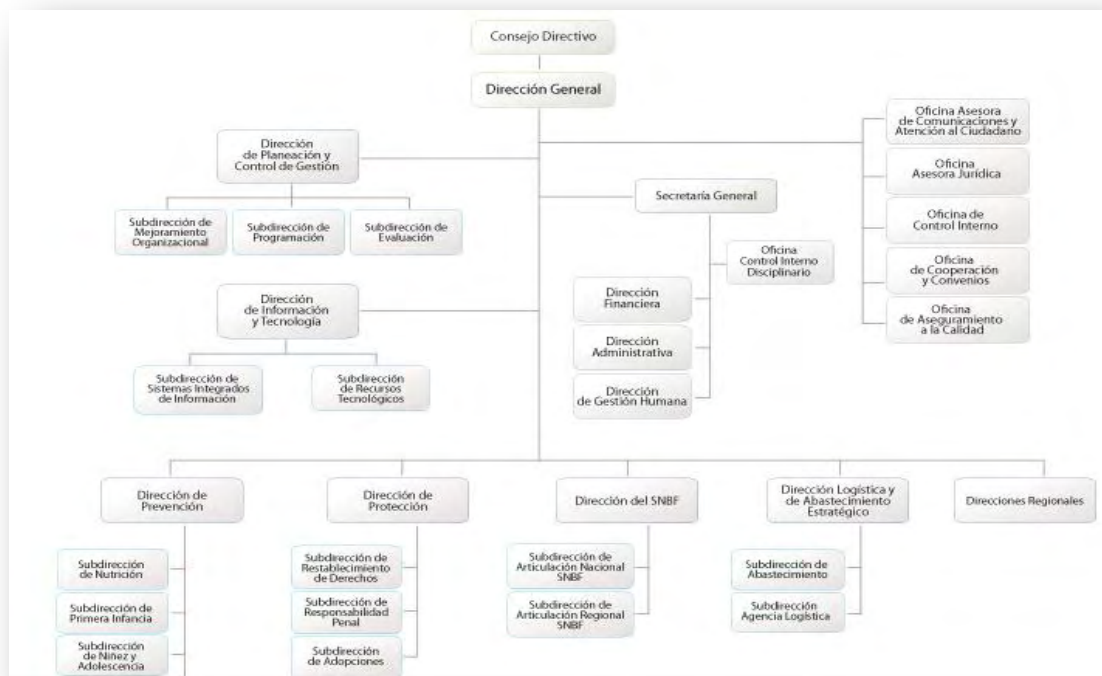 Consejo Directivo
Dirección General
Oficina Asesora
de Comunicaciones y
Atención al Ciudadano
Oficina
Asesora Jurídica
Oficina de
Control Interno
Oficina
de Cooperación
y Convenios
Oficina
de Aseguramiento
a la Calidad
Dirección
de Planeación y
Control de Gestión
Subdirección de
Mejoramiento
Organizacional
Subdirección de
Programación
Subdirección de
Evaluación
Secretaría General
Oficina
Control Interno
Disciplinario
Dirección
Financiera
Dirección
Administrativa
Dirección
de Gestión Humana
Dirección
de Información
y Tecnología
Subdirección de
Sistemas Integrados
de Información
Subdirección
de Recursos
Tecnológicos
Dirección de
Prevención
Subdirección
de Nutrición
Subdirección de
Primera Infancia
Subdirección
de Niñez y
Adolescencia
Dirección de
Protección
Subdirección de
Restablecimiento
de Derechos
Subdirección de
Responsabilidad
Penal
Subdirección
de Adopciones
Dirección del SNBF
Subdirección de
Articulación Nacional
SNBF
Subdirección de
Articulación Regional
SNBF
Dirección Logística y
de Abastecimiento
Estratégico
Subdirección de
Abastecimiento
Subdirección
Agencia Logística
Direcciones Regionales